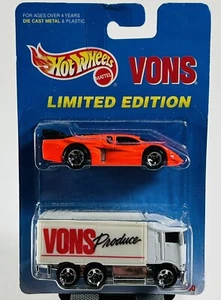 FOR AGES OVER 4 YEARS
DIE CAST METAL & PLASTIC
Hot Wheels
MATTEL
VONS
LIMITED EDITION
VONS Produce